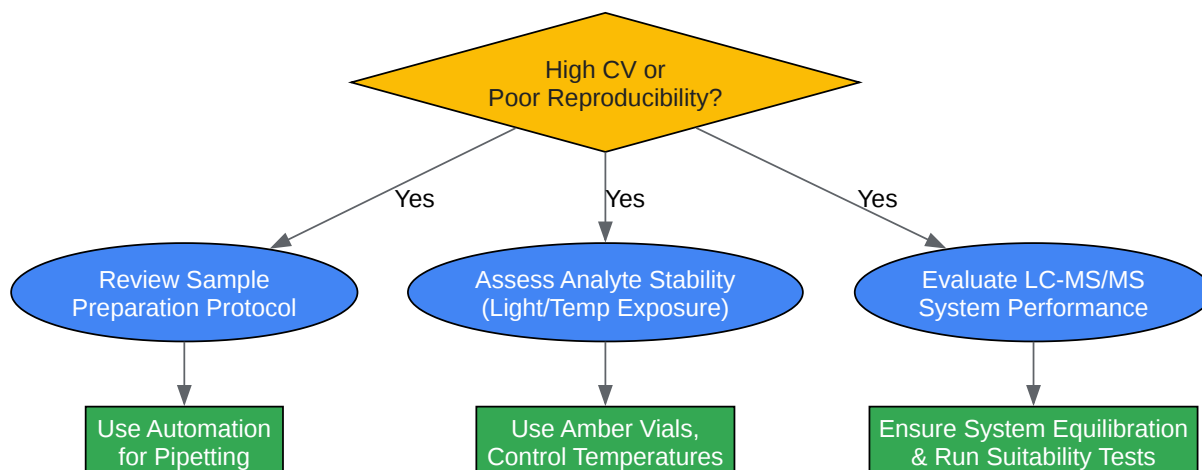 High CV or
Poor Reproducibility?
Yes
Yes
Yes
Review Sample
Preparation Protocol
Assess Analyte Stability
(Light/Temp Exposure)
Evaluate LC-MS/MS
System Performance
Use Automation
for Pipetting
Use Amber Vials,
Control Temperatures
Ensure System Equilibration
& Run Suitability Tests